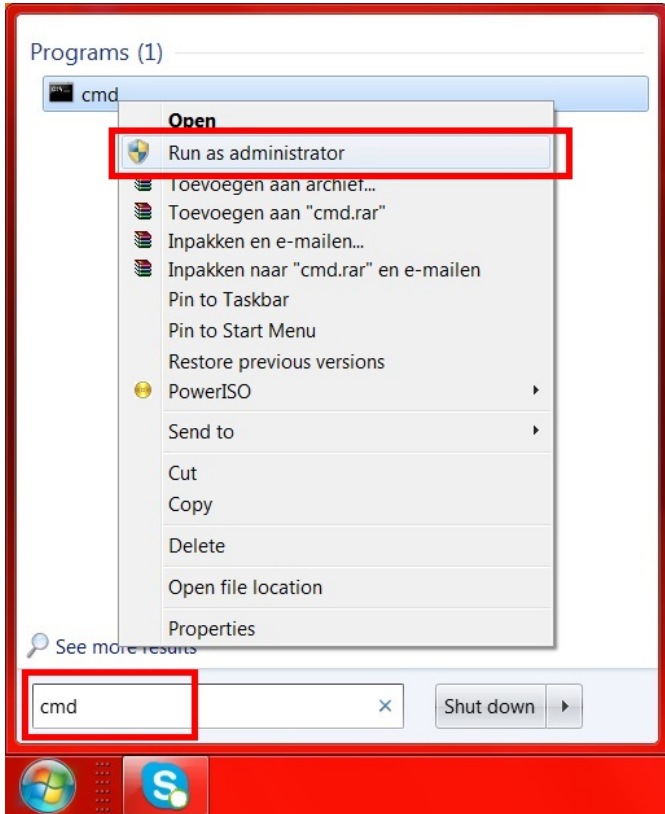 Programs (1)
cmd
Open
Run as administrator
Toevoegen aan archief...
Toevoegen aan "cmd.rar"
Inpakken en e-mailen...
Inpakken naar "cmd.rar" en e-mailen
Pin to Taskbar
Pin to Start Menu
Restore previous versions
PowerISO
Send to
Cut
Copy
Delete
Open file location
Properties
See more results
cmd
Shut down